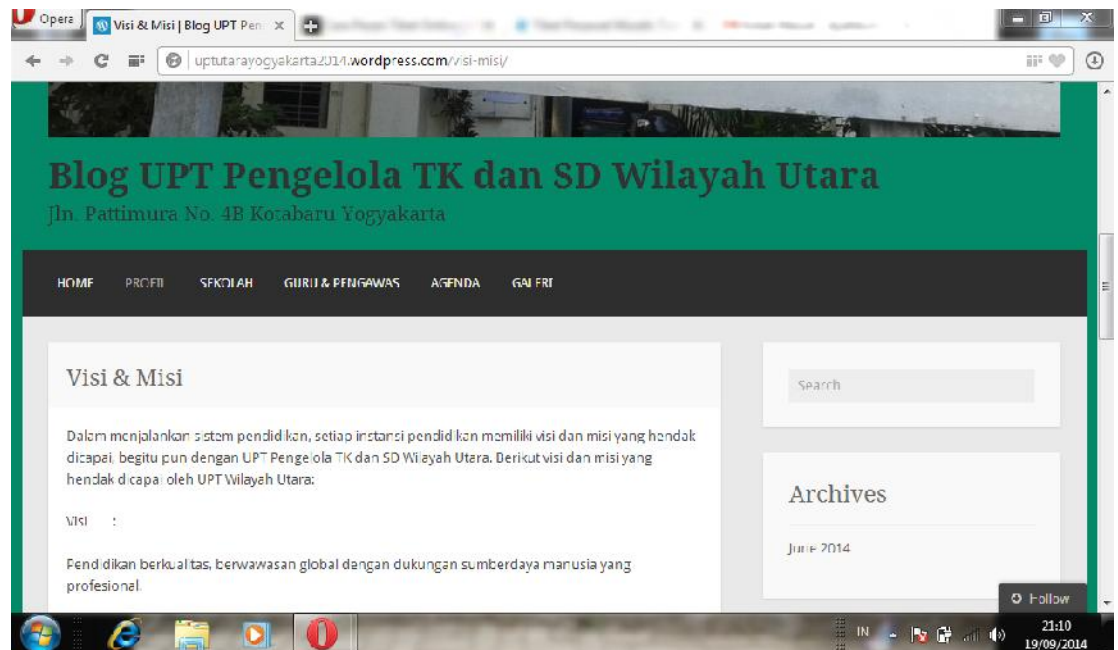 Opera
Visi & Misi | Blog UPT Pen
uptutarayogyakarta2014.wordpress.com/visi-misi/
Blog UPT Pengelola TK dan SD Wilayah Utara
Jln. Pattimura No. 4B Kotabaru Yogyakarta
HOME PROFIL SEKOLAH GURU & PENGAWAS AGENDA GALERI
Visi & Misi
Search
Dalam menjalankan sistem pendidikan, setiap instansi pendidikan memiliki visi dan misi yang hendak
dicapai, begitu pun dengan UPT Pengelola TK dan SD Wilayah Utara. Berikut visi dan misi yang
hendak dicapai oleh UPT Wilayah Utara:
Visi :
Pendidikan berkualitas, berwawasan global dengan dukungan sumberdaya manusia yang
profesional.
Archives
June 2014
Follow
IN
21:10
19/09/2014